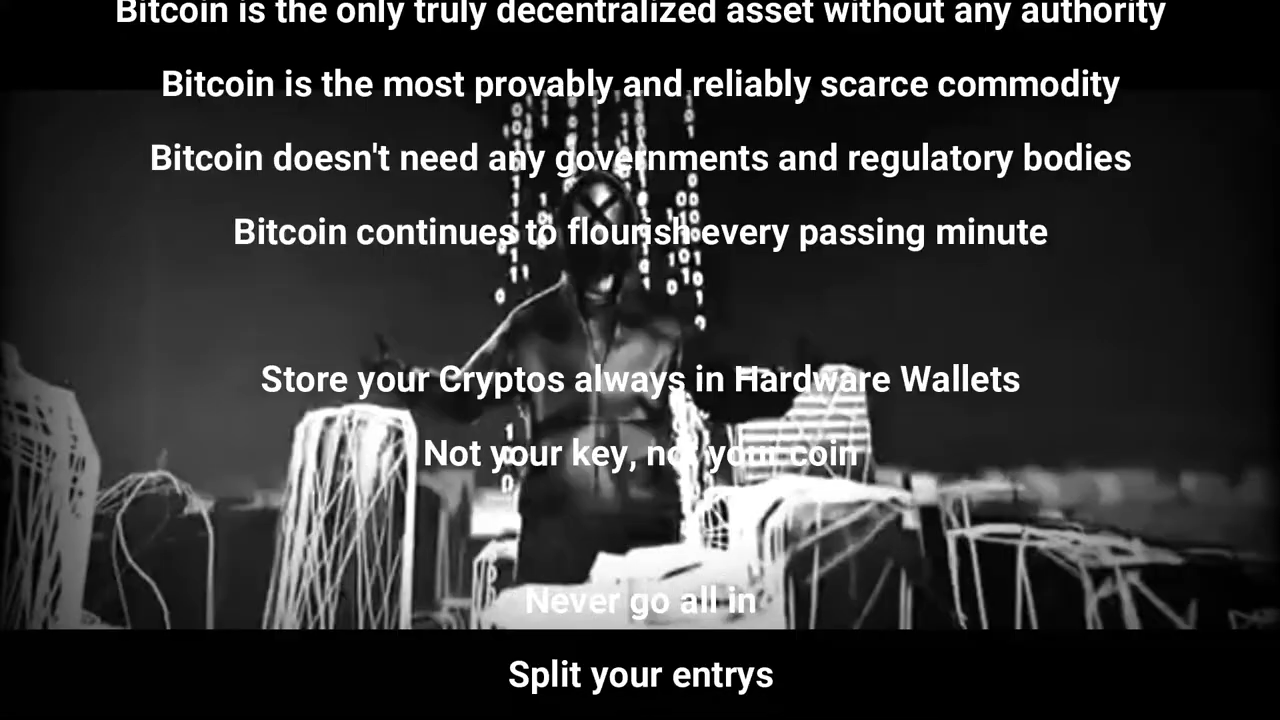 Bitcoin is the only truly decentralized asset without any authority
Bitcoin is the most provably and reliably scarce commodity
Bitcoin doesn't need any governments and regulatory bodies
Bitcoin continues to flourish every passing minute
Store your Cryptos always in Hardware Wallets
Not your key, not your coin
Never go all in
Split your entrys